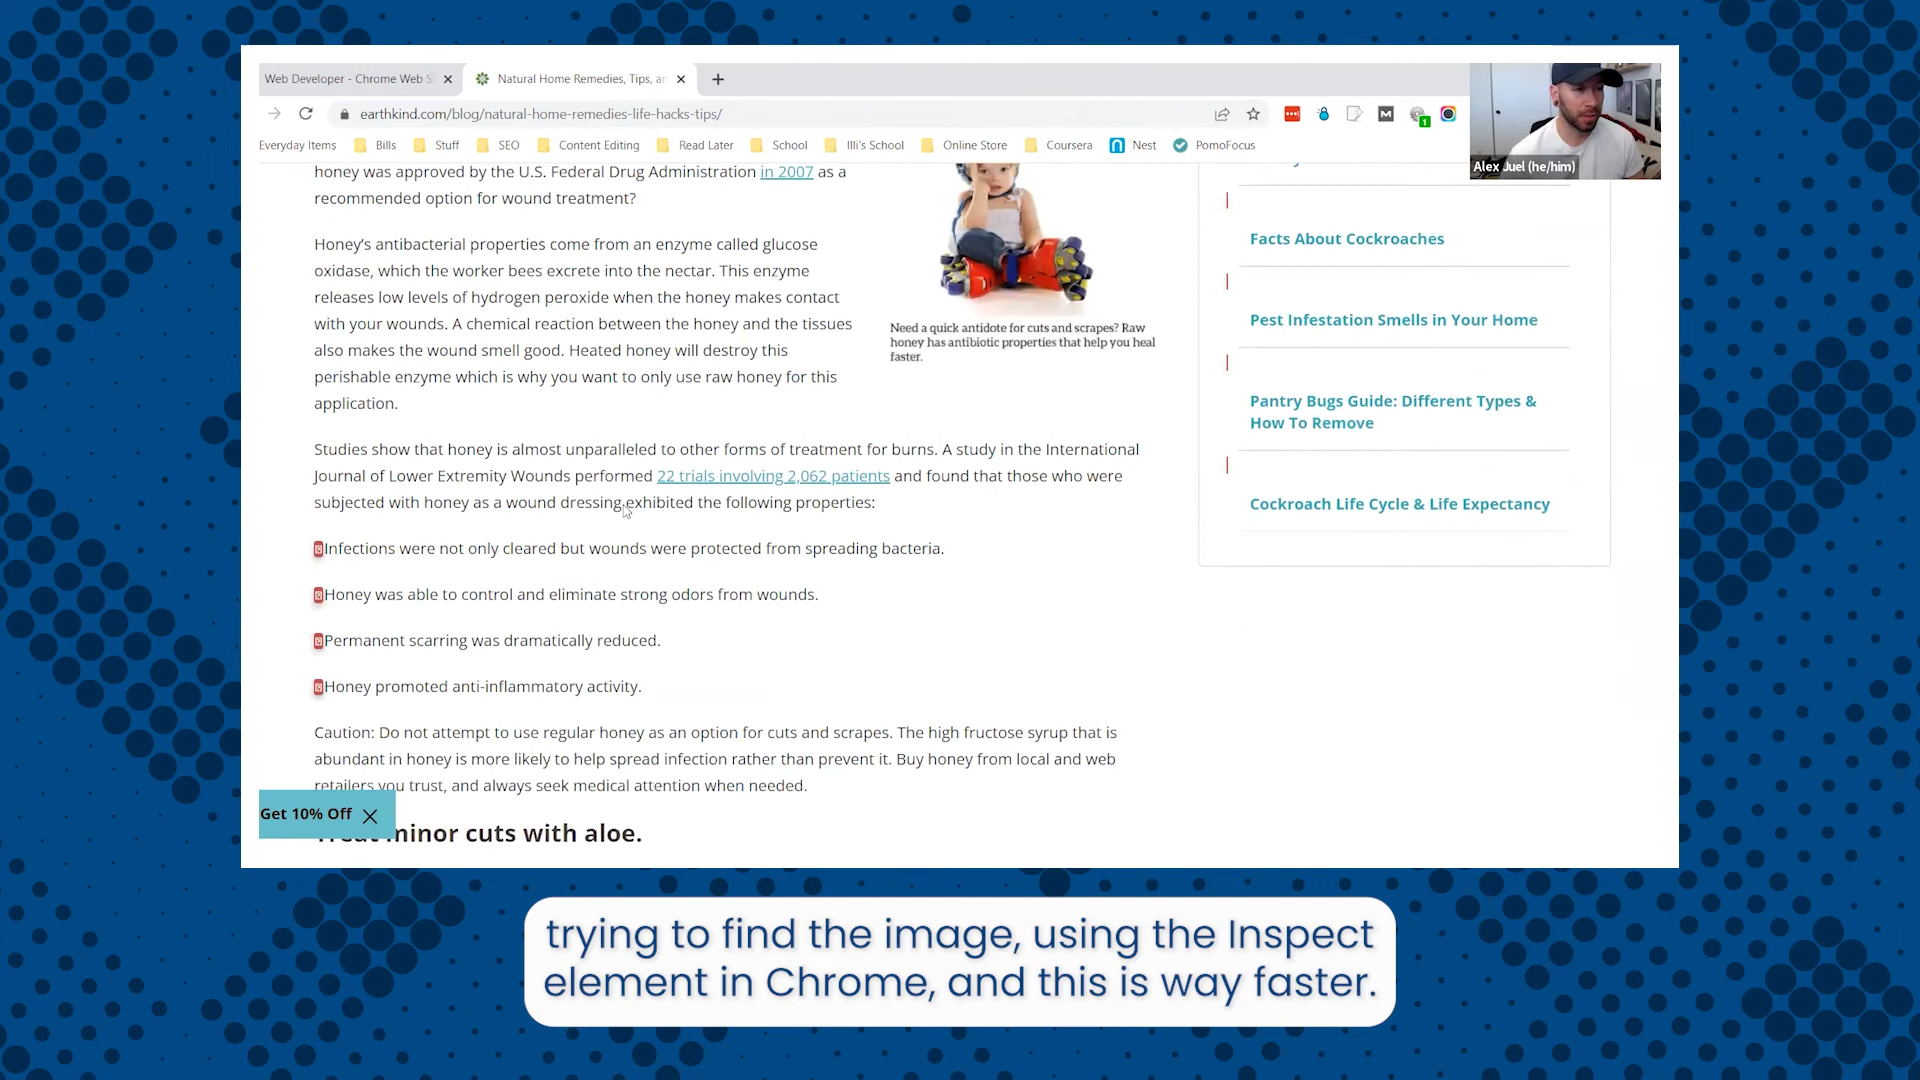 Web Developer - Chrome Web S
Natural Home Remedies, Tips, an
earthkind.com/blog/natural-home-remedies-life-hacks-tips/
Everyday Items
Bills
Stuff
SEO
Content Editing
Read Later
School
Illi's School
Online Store
Coursera
Nest
PomoFocus
Alex Juel (he/him)
honey was approved by the U.S. Federal Drug Administration in 2007 as a
recommended option for wound treatment?
Honey's antibacterial properties come from an enzyme called glucose
oxidase, which the worker bees excrete into the nectar. This enzyme
releases low levels of hydrogen peroxide when the honey makes contact
with your wounds. A chemical reaction between the honey and the tissues
also makes the wound smell good. Heated honey will destroy this
perishable enzyme which is why you want to only use raw honey for this
application.
Need a quick antidote for cuts and scrapes? Raw
honey has antibiotic properties that help you heal
faster.
Studies show that honey is almost unparalleled to other forms of treatment for burns. A study in the International
Journal of Lower Extremity Wounds performed 22 trials involving 2,062 patients and found that those who were
subjected with honey as a wound dressing exhibited the following properties:
Infections were not only cleared but wounds were protected from spreading bacteria.
Honey was able to control and eliminate strong odors from wounds.
Permanent scarring was dramatically reduced.
Honey promoted anti-inflammatory activity.
Caution: Do not attempt to use regular honey as an option for cuts and scrapes. The high fructose syrup that is
abundant in honey is more likely to help spread infection rather than prevent it. Buy honey from local and web
retailers you trust, and always seek medical attention when needed.
Get 10% Off
Treat minor cuts with aloe.
Facts About Cockroaches
Pest Infestation Smells in Your Home
Pantry Bugs Guide: Different Types &
How To Remove
Cockroach Life Cycle & Life Expectancy
trying to find the image, using the Inspect
element in Chrome, and this is way faster.